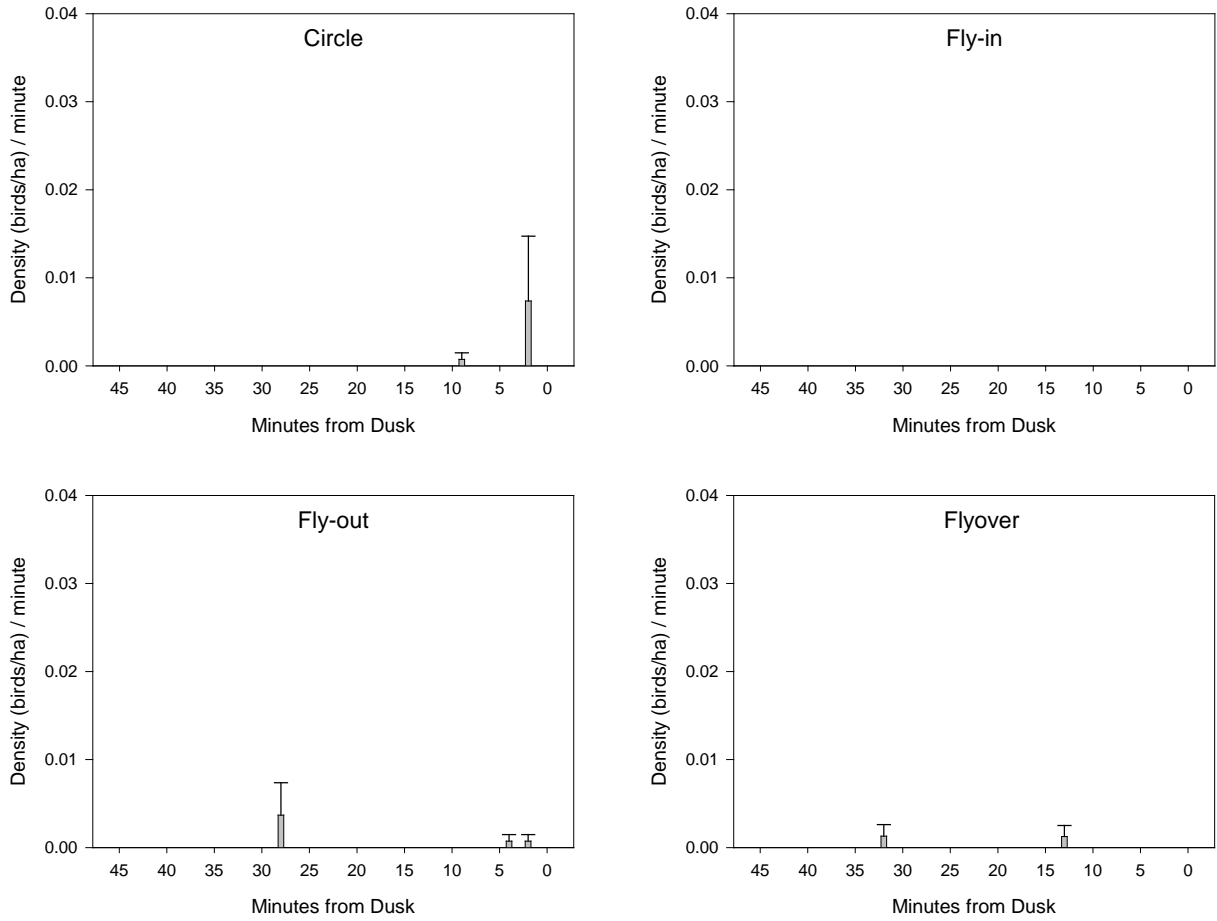 Circle
Density (birds/ha) / minute
0.04
0.03
0.02
0.01
0.00
45 40 35 30 25 20 15 10 5 0
Minutes from Dusk
Fly-in
Density (birds/ha) / minute
0.04
0.03
0.02
0.01
0.00
45 40 35 30 25 20 15 10 5 0
Minutes from Dusk
Fly-out
Density (birds/ha) / minute
0.04
0.03
0.02
0.01
0.00
45 40 35 30 25 20 15 10 5 0
Minutes from Dusk
Flyover
Density (birds/ha) / minute
0.04
0.03
0.02
0.01
0.00
45 40 35 30 25 20 15 10 5 0
Minutes from Dusk